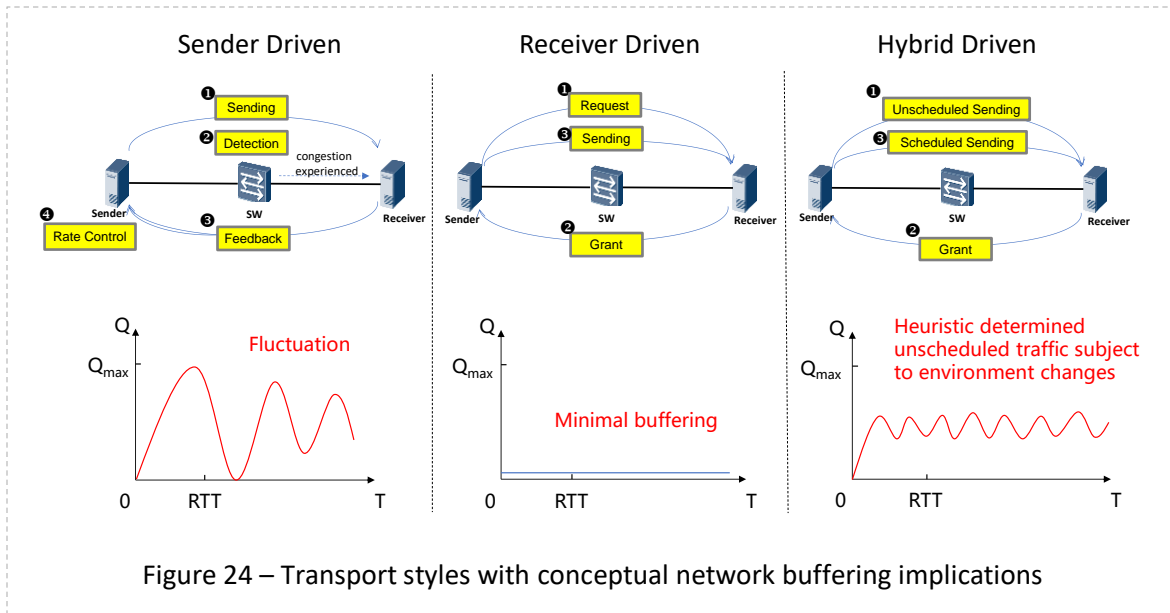 Sender Driven
❶
Sending
❷
Detection
congestion
experienced
Sender
SW
Receiver
❹
Rate Control
❸
Feedback
Q
Qmax
Fluctuation
0
RTT
T
Receiver Driven
❶
Request
❸
Sending
Sender
SW
Receiver
❷
Grant
Q
Qmax
Minimal buffering
0
RTT
T
Hybrid Driven
❶
Unscheduled Sending
❸
Scheduled Sending
Sender
SW
Receiver
❷
Grant
Q
Qmax
Heuristic determined
unscheduled traffic subject
to environment changes
0
RTT
T
Figure 24 – Transport styles with conceptual network buffering implications